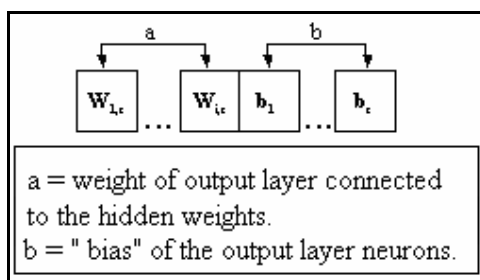 a b
W1,c ... Wi,c b1 ... bc
a = weight of output layer connected
to the hidden weights.
b = " bias" of the output layer neurons.